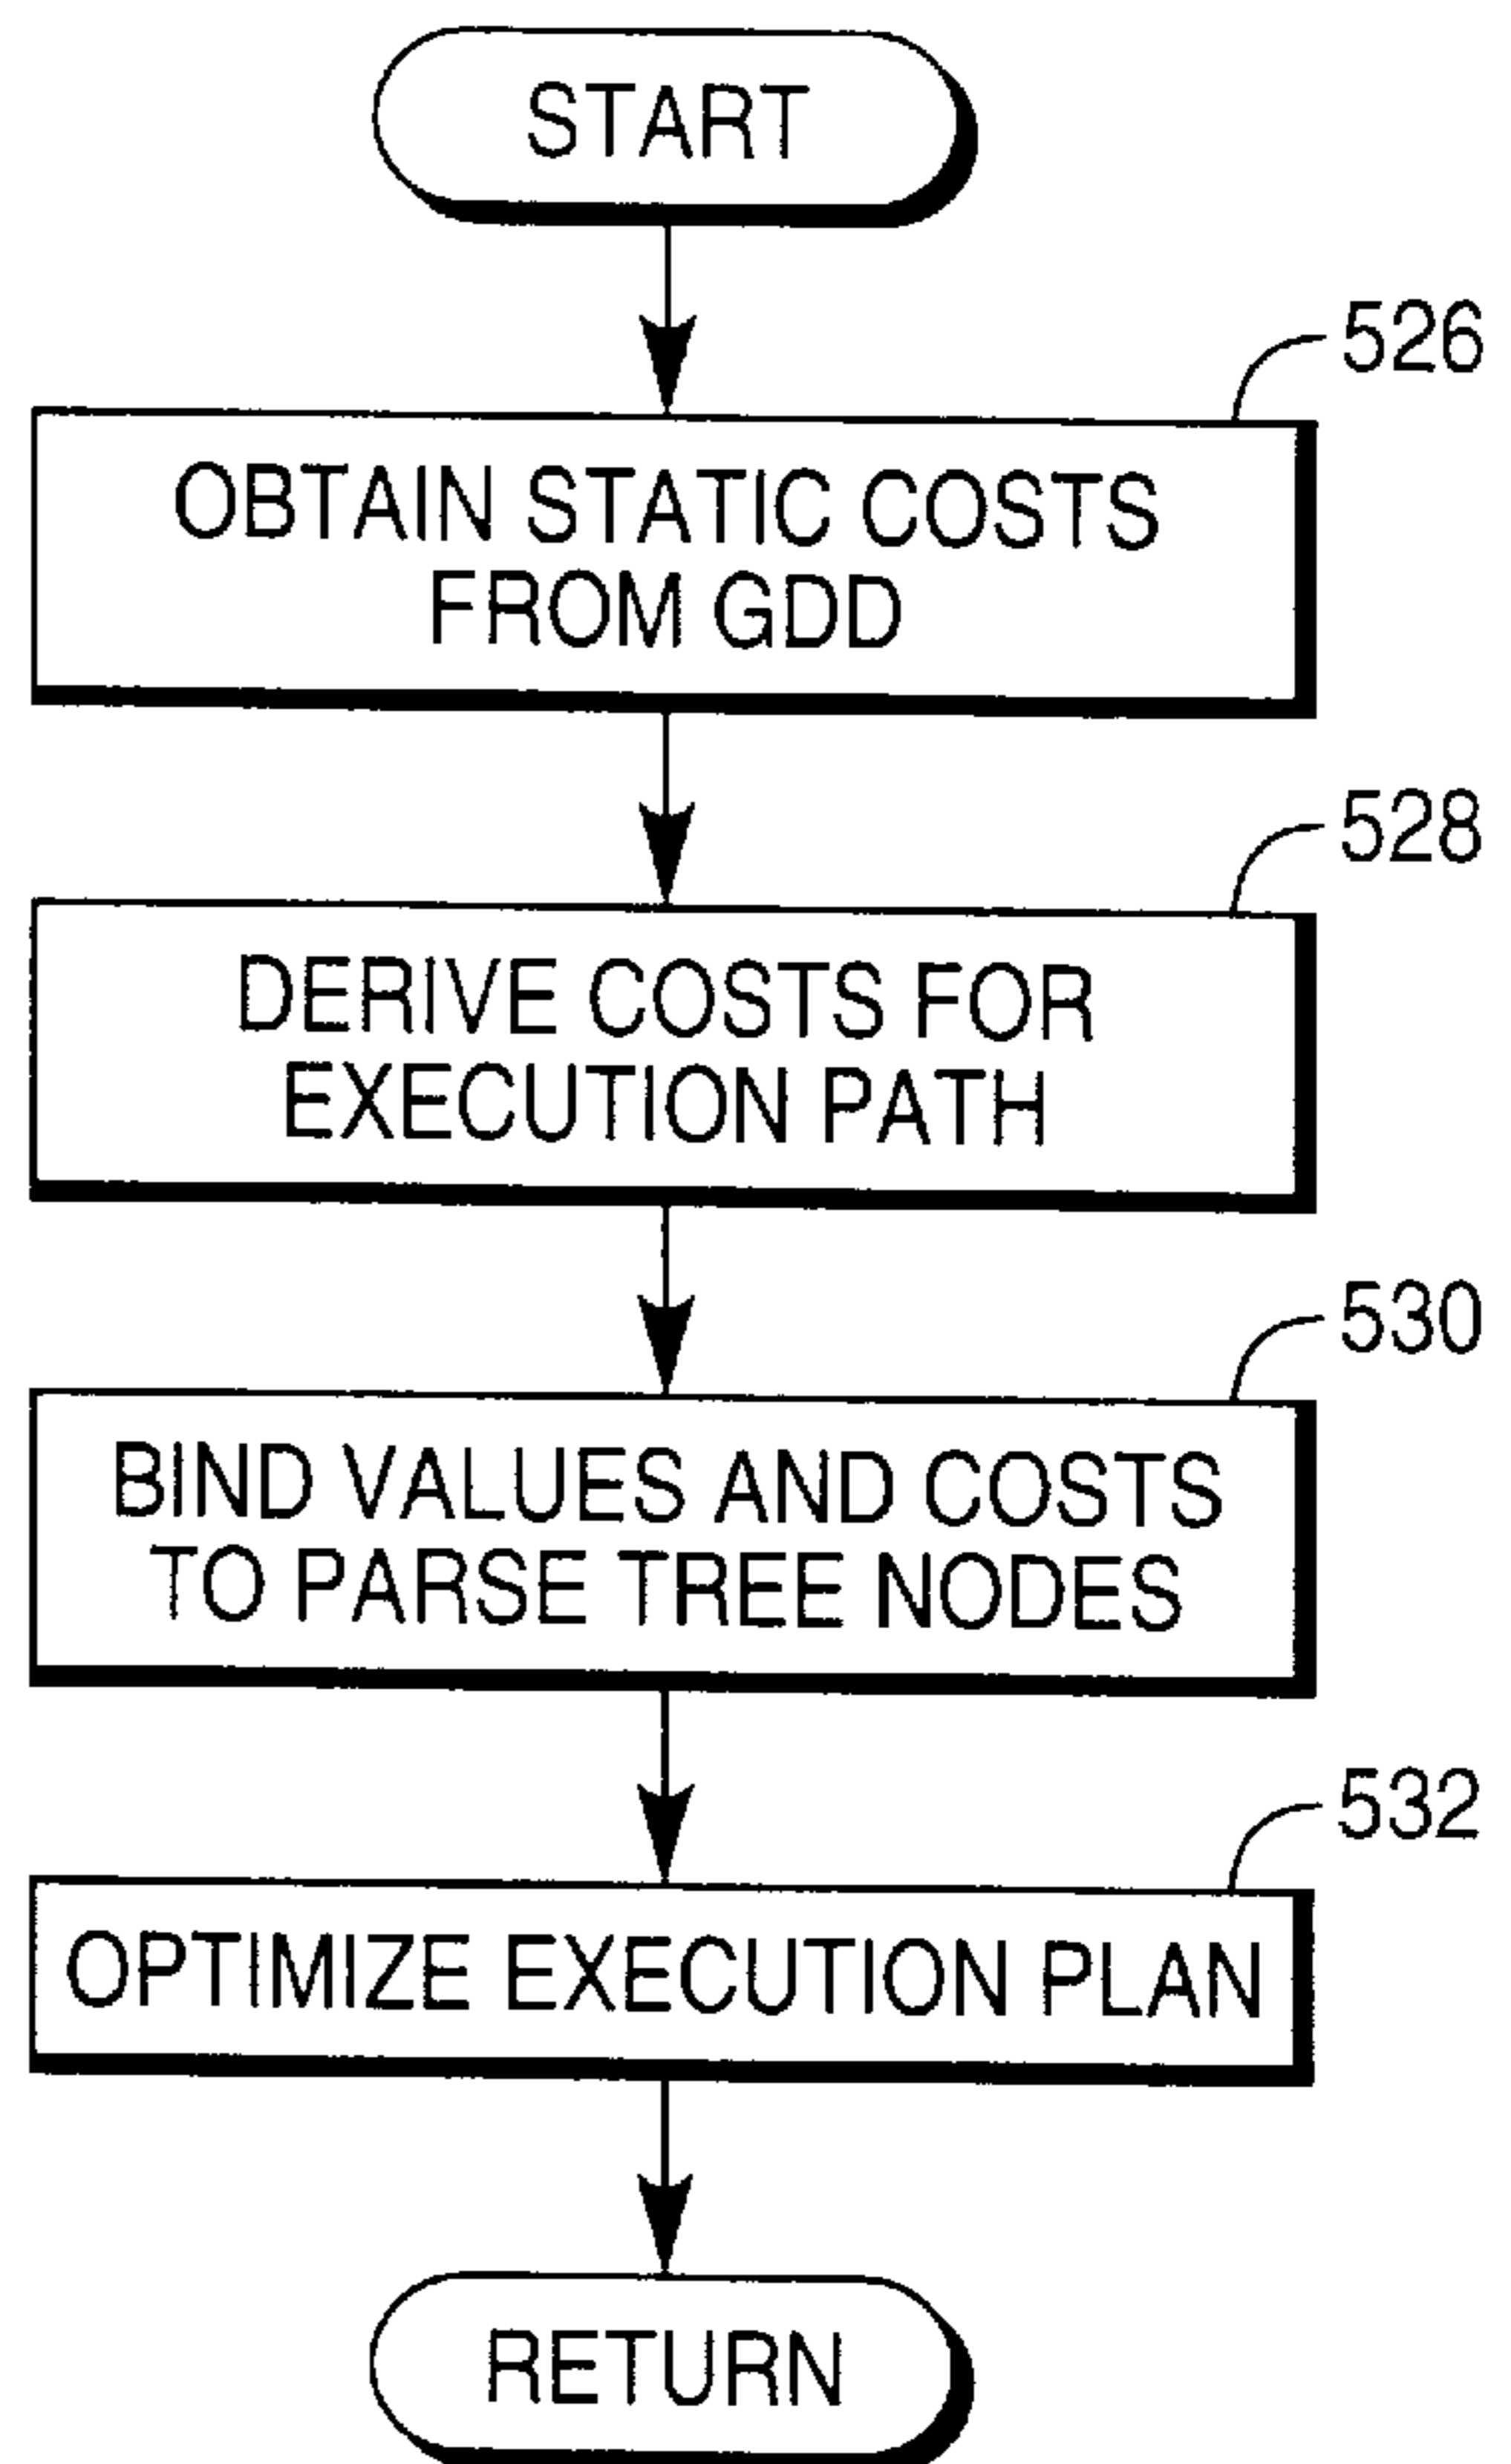 START
526
OBTAIN STATIC COSTS
FROM GDD
528
DERIVE COSTS FOR
EXECUTION PATH
530
BIND VALUES AND COSTS
TO PARSE TREE NODES
532
OPTIMIZE EXECUTION PLAN
RETURN